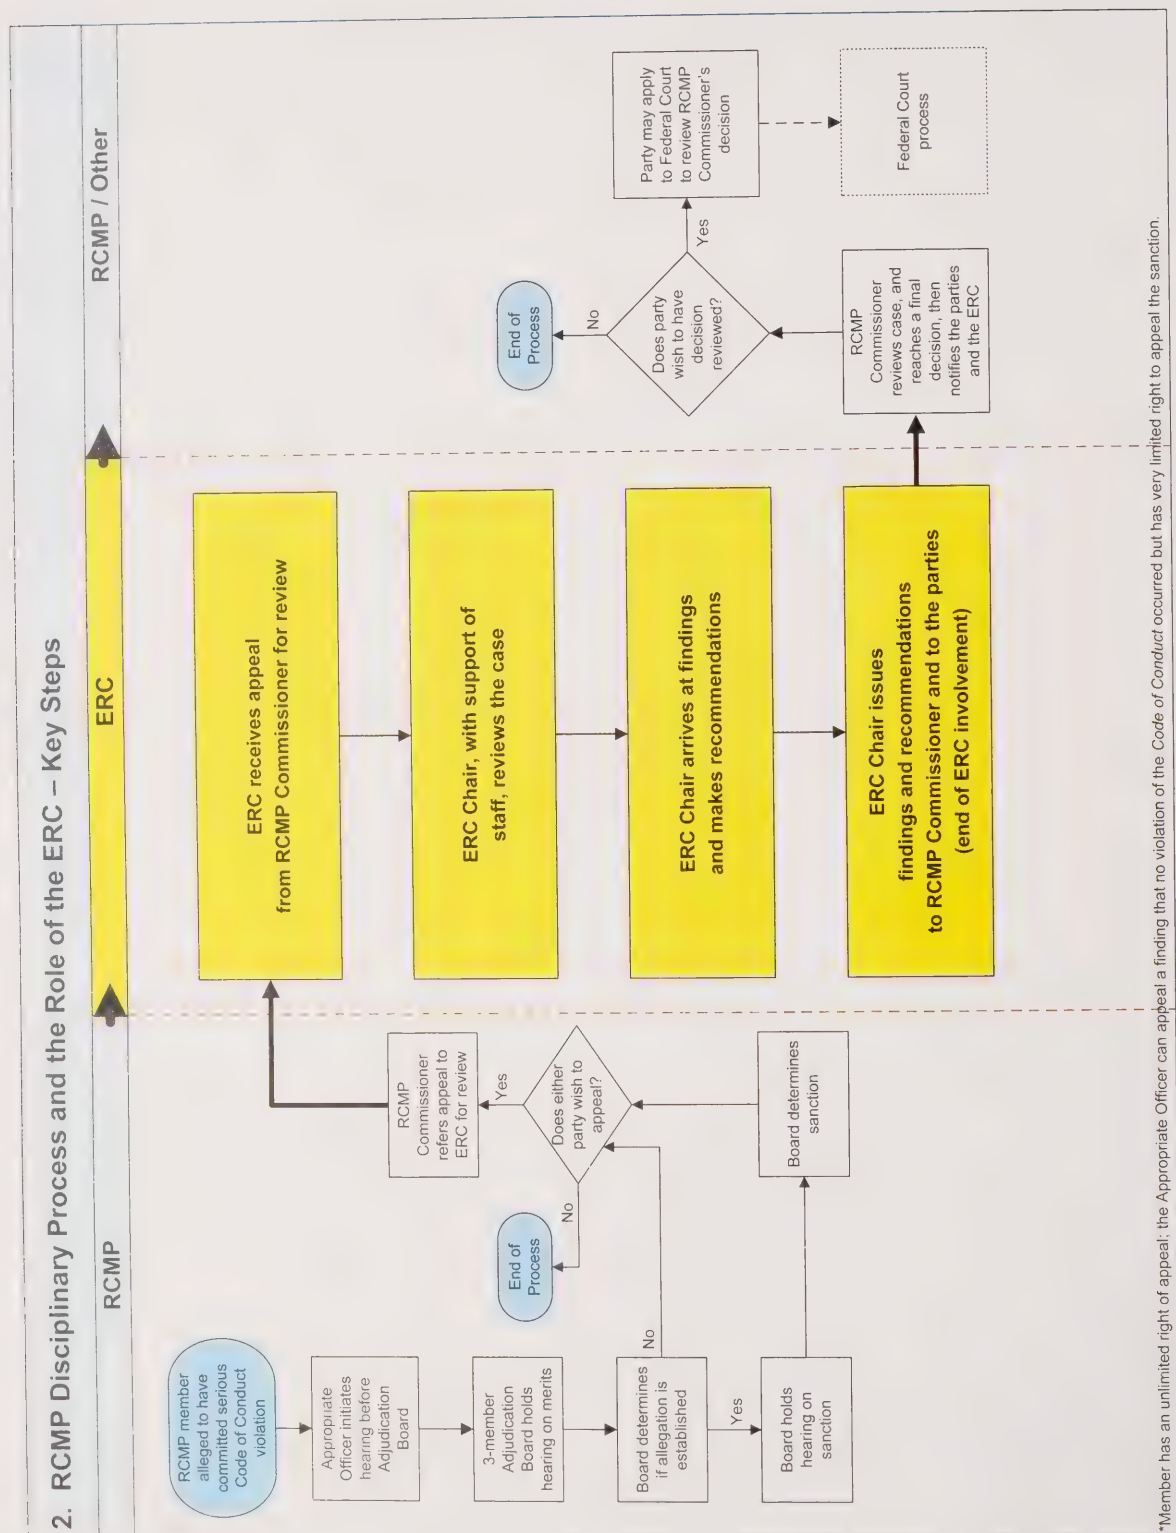 2. RCMP Disciplinary Process and the Role of the ERC – Key Steps
RCMP
ERC
RCMP / Other
RCMP member
alleged to have
committed serious
Code of Conduct
violation
Appropriate
Officer initiates
hearing before
Adjudication
Board
3-member
Adjudication
Board holds
hearing on merits
Board determines
if allegation is
established
No
Yes
Board holds
hearing on
sanction
Board determines
sanction
Does either
party wish to
appeal?
No
End of
Process
Yes
RCMP
Commissioner
refers appeal to
ERC for review
ERC receives appeal
from RCMP Commissioner for review
ERC Chair, with support of
staff, reviews the case
ERC Chair arrives at findings
and makes recommendations
ERC Chair issues
findings and recommendations
to RCMP Commissioner and to the parties
(end of ERC involvement)
RCMP
Commissioner
reviews case, and
reaches a final
decision, then
notifies the parties
and the ERC
Does party
wish to have
decision
reviewed?
No
End of
Process
Yes
Party may apply
to Federal Court
to review RCMP
Commissioner's
decision
Federal Court
process
*Member has an unlimited right of appeal; the Appropriate Officer can appeal a finding that no violation of the Code of Conduct occurred but has very limited right to appeal the sanction.